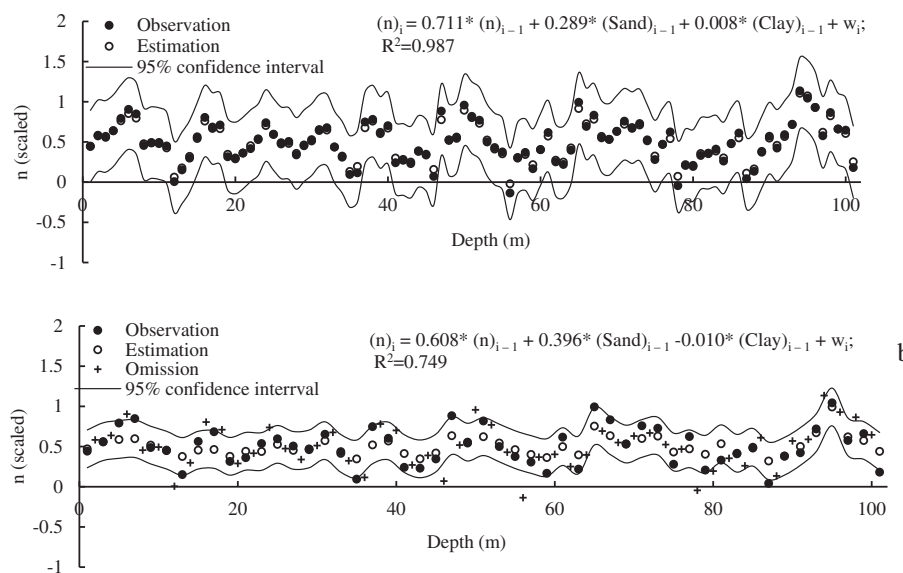 2
1.5
1
0.5
0
-0.5
-1
n (scaled)
Observation
Estimation
95% confidence interval
(n)i = 0.711* (n)i−1 + 0.289* (Sand)i−1 + 0.008* (Clay)i−1 + wi;
R2=0.987
0 20 40 60 80 100
Depth (m)
2
1.5
1
0.5
0
-0.5
-1
n (scaled)
Observation
Estimation
Omission
95% confidence interrval
(n)i = 0.608* (n)i−1 + 0.396* (Sand)i−1 -0.010* (Clay)i−1 + wi;
R2=0.749
b
0 20 40 60 80 100
Depth (m)